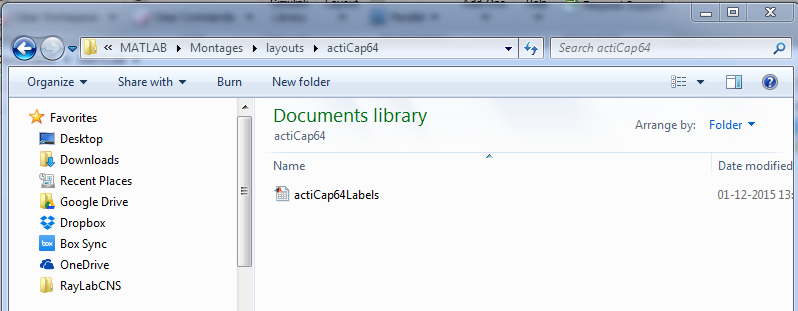 MATLAB Montages layouts actiCap64 Search actiCap64
Organize Share with Burn New folder
Favorites
Desktop
Downloads
Recent Places
Google Drive
Dropbox
Box Sync
OneDrive
RayLabCNS
Documents library
actiCap64
Arrange by: Folder
Name Date modified
actiCap64Labels 01-12-2015 13: